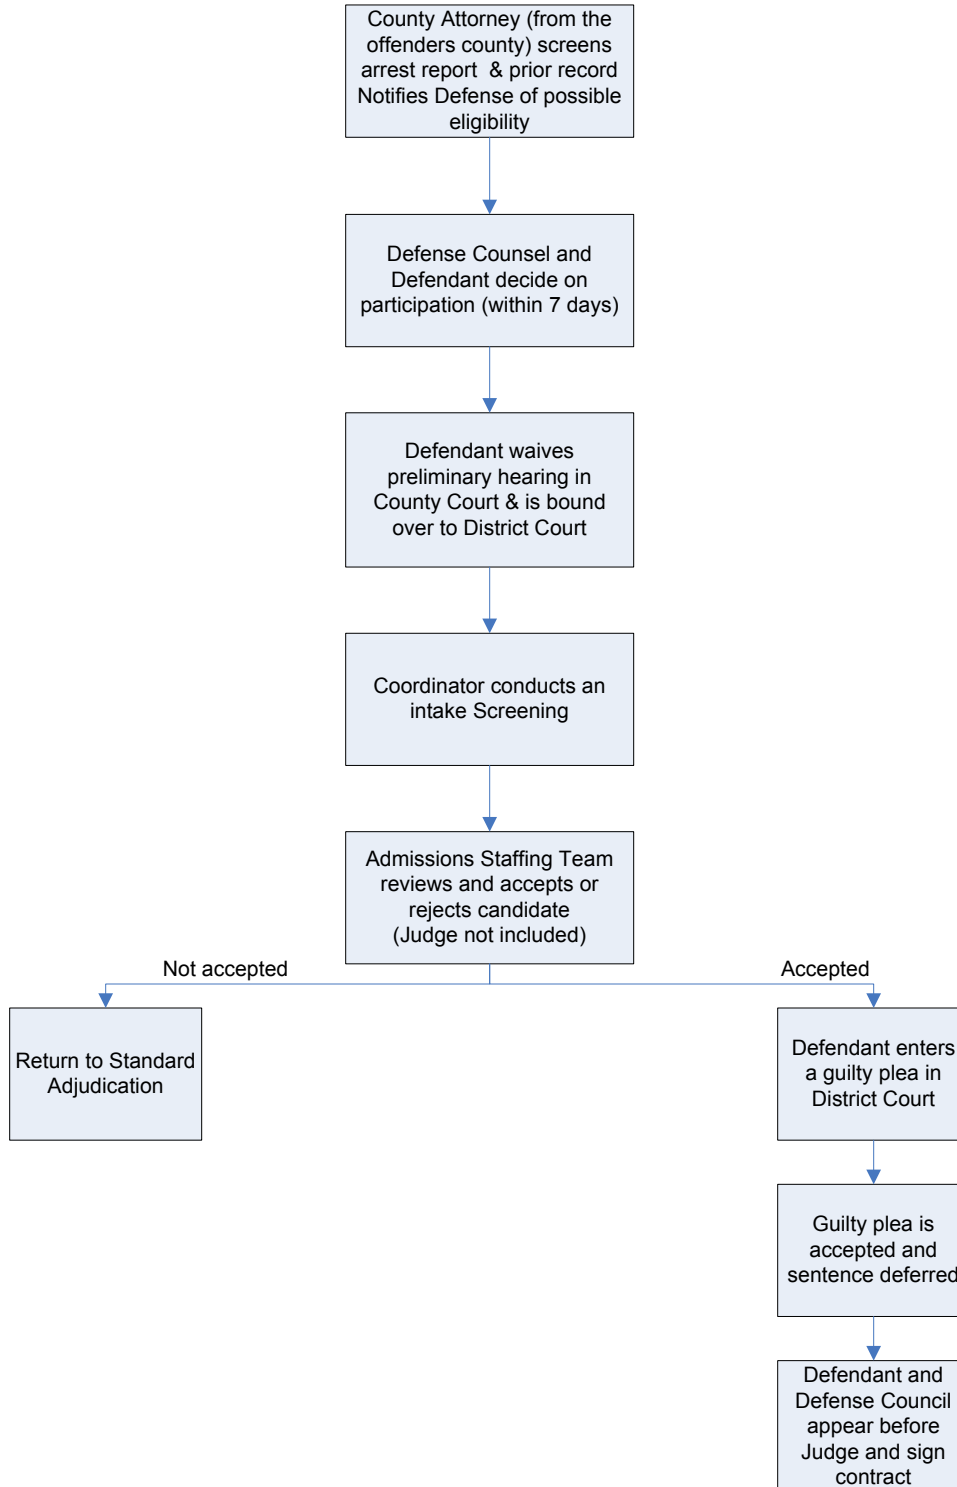 County Attorney (from the
offenders county) screens
arrest report & prior record
Notifies Defense of possible
eligibility
Defense Counsel and
Defendant decide on
participation (within 7 days)
Defendant waives
preliminary hearing in
County Court & is bound
over to District Court
Coordinator conducts an
intake Screening
Admissions Staffing Team
reviews and accepts or
rejects candidate
(Judge not included)
Not accepted
Accepted
Return to Standard
Adjudication
Defendant enters
a guilty plea in
District Court
Guilty plea is
accepted and
sentence deferred
Defendant and
Defense Council
appear before
Judge and sign
contract